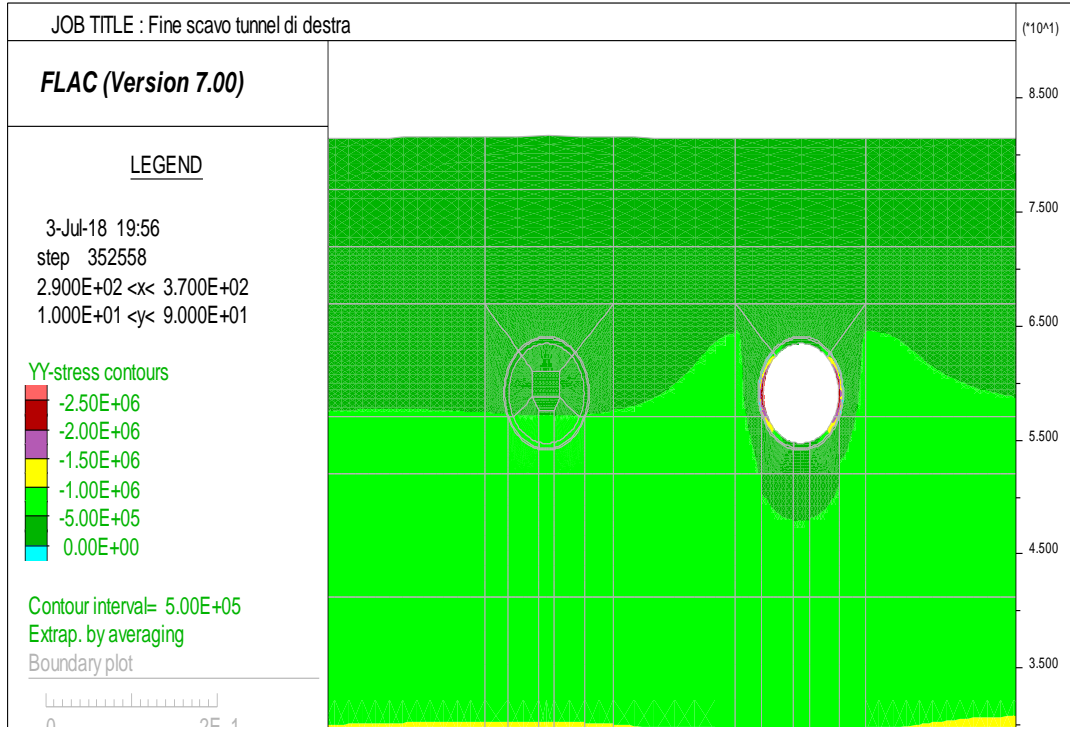 JOB TITLE : Fine scavo tunnel di destra
(*10^1)
FLAC (Version 7.00)
LEGEND
3-Jul-18 19:56
step 352558
2.900E+02 <x< 3.700E+02
1.000E+01 <y< 9.000E+01
YY-stress contours
-2.50E+06
-2.00E+06
-1.50E+06
-1.00E+06
-5.00E+05
0.00E+00
Contour interval= 5.00E+05
Extrap. by averaging
Boundary plot
8.500
7.500
6.500
5.500
4.500
3.500